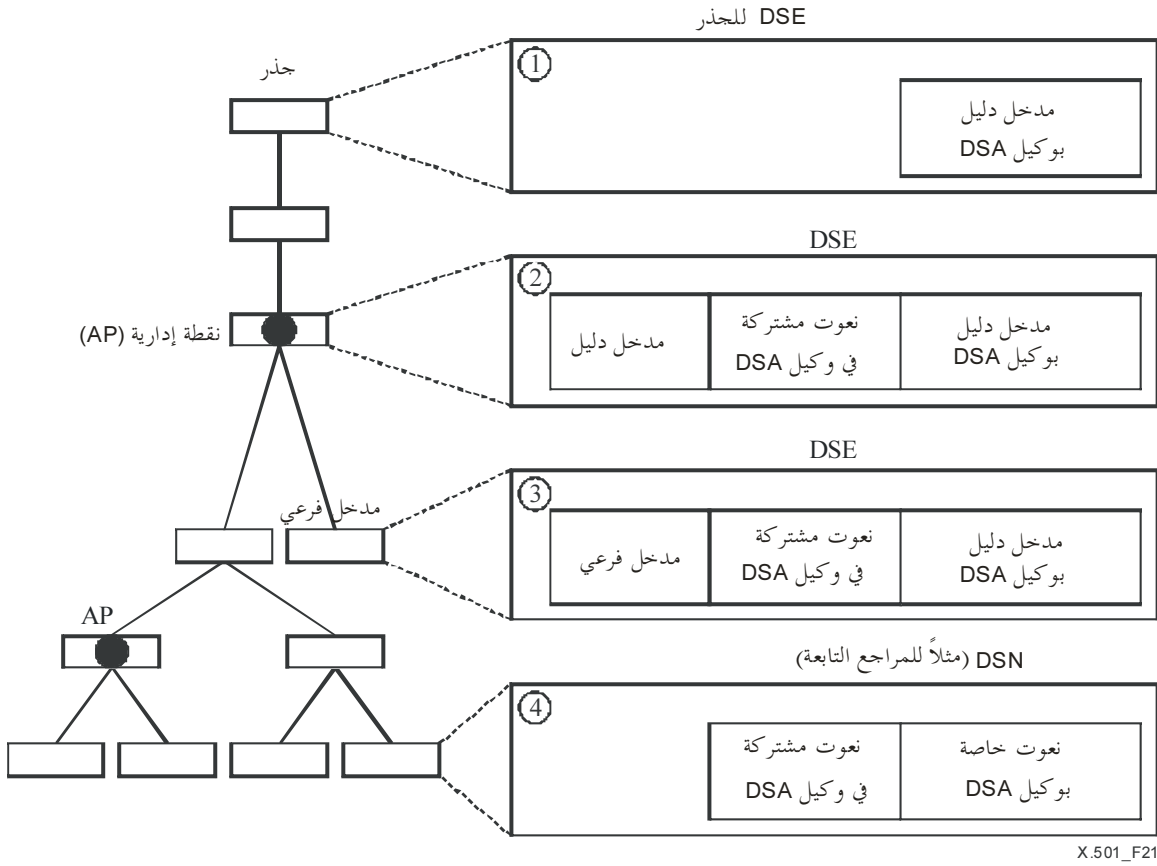 DSE للجذر
جذر
1
مدخل دليل
بوكيل DSA
DSE
2
نقطة إدارية (AP)
مدخل دليل
بوكيل DSA
نعوت مشتركة
في وكيل DSA
مدخل دليل
DSE
3
مدخل فرعي
مدخل دليل
بوكيل DSA
نعوت مشتركة
في وكيل DSA
مدخل فرعي
AP
DSN (مثلاً للمراجع التابعة)
4
نعوت خاصة
بوكيل DSA
نعوت مشتركة
في وكيل DSA
X.501_F21